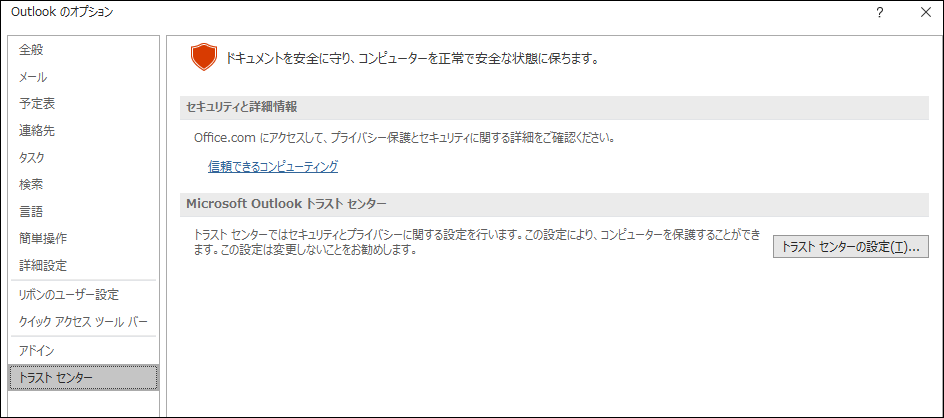 Outlook のオプション
?
全般
メール
予定表
連絡先
タスク
検索
言語
簡単操作
詳細設定
リボンのユーザー設定
クイック アクセス ツール バー
アドイン
トラスト センター
ドキュメントを安全に守り、コンピューターを正常で安全な状態に保ちます。
セキュリティと詳細情報
Office.com にアクセスして、プライバシー保護とセキュリティに関する詳細をご確認ください。
信頼できるコンピューティング
Microsoft Outlook トラスト センター
トラスト センターではセキュリティとプライバシーに関する設定を行います。この設定により、コンピューターを保護することができ
ます。この設定は変更しないことをお勧めします。
トラスト センターの設定(T)...